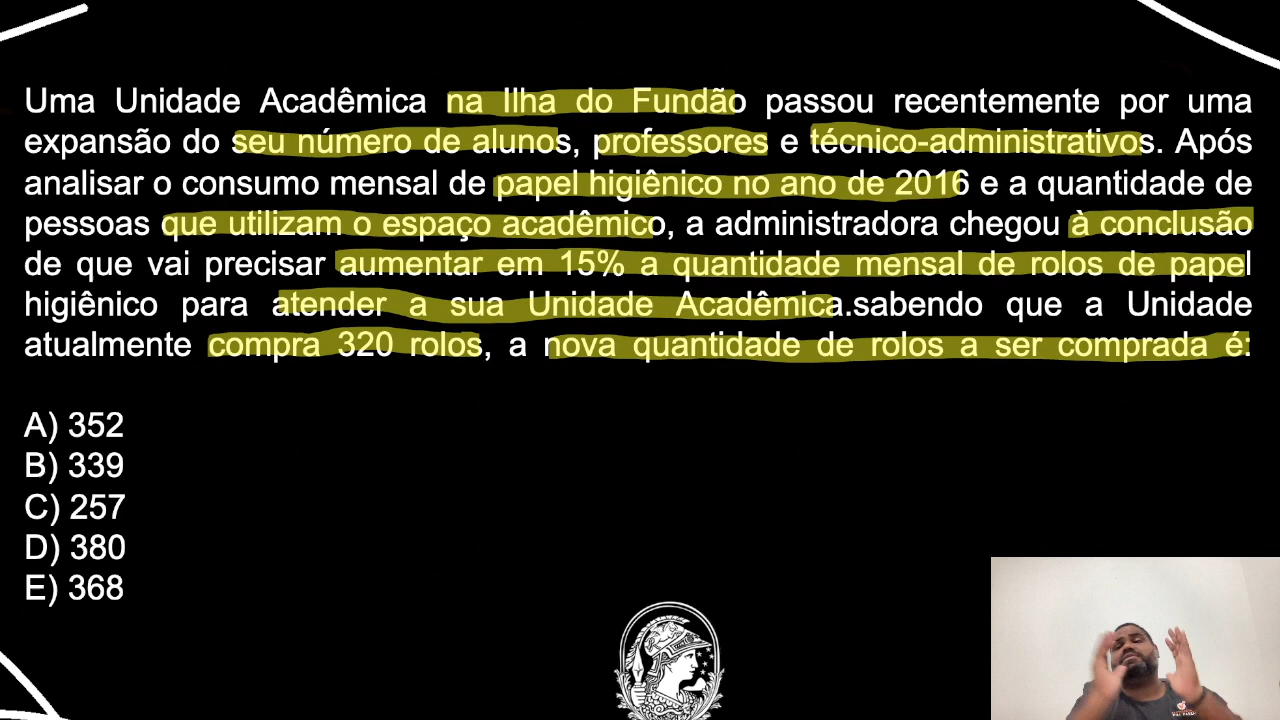 Uma Unidade Acadêmica na Ilha do Fundão passou recentemente por uma
expansão do seu número de alunos, professores e técnico-administrativos. Após
analisar o consumo mensal de papel higiênico no ano de 2016 e a quantidade de
pessoas que utilizam o espaço acadêmico, a administradora chegou à conclusão
de que vai precisar aumentar em 15% a quantidade mensal de rolos de papel
higiênico para atender a sua Unidade Acadêmica.sabendo que a Unidade
atualmente compra 320 rolos, a nova quantidade de rolos a ser comprada é:
A) 352
B) 339
C) 257
D) 380
E) 368